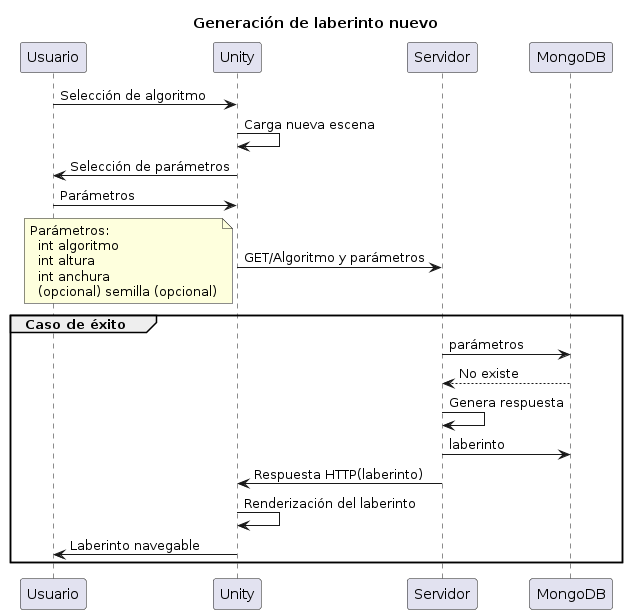 Generación de laberinto nuevo
Usuario Unity Servidor MongoDB
Selección de algoritmo
Carga nueva escena
Selección de parámetros
Parámetros
Parámetros:
int algoritmo
int altura
int anchura
(opcional) semilla (opcional)
GET/Algoritmo y parámetros
Caso de éxito
parámetros
No existe
Genera respuesta
laberinto
Respuesta HTTP(laberinto)
Renderización del laberinto
Laberinto navegable
Usuario Unity Servidor MongoDB